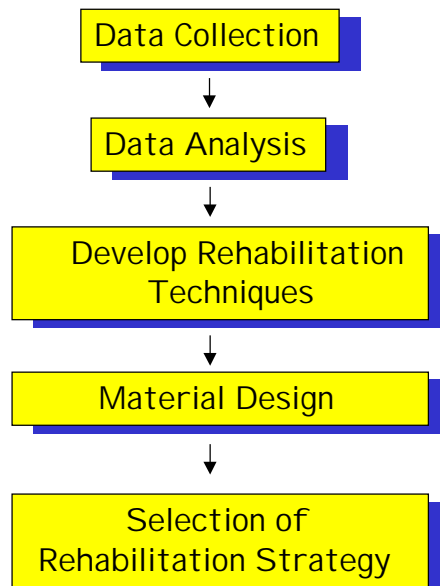 Data Collection
Data Analysis
Develop Rehabilitation
Techniques
Material Design
Selection of
Rehabilitation Strategy